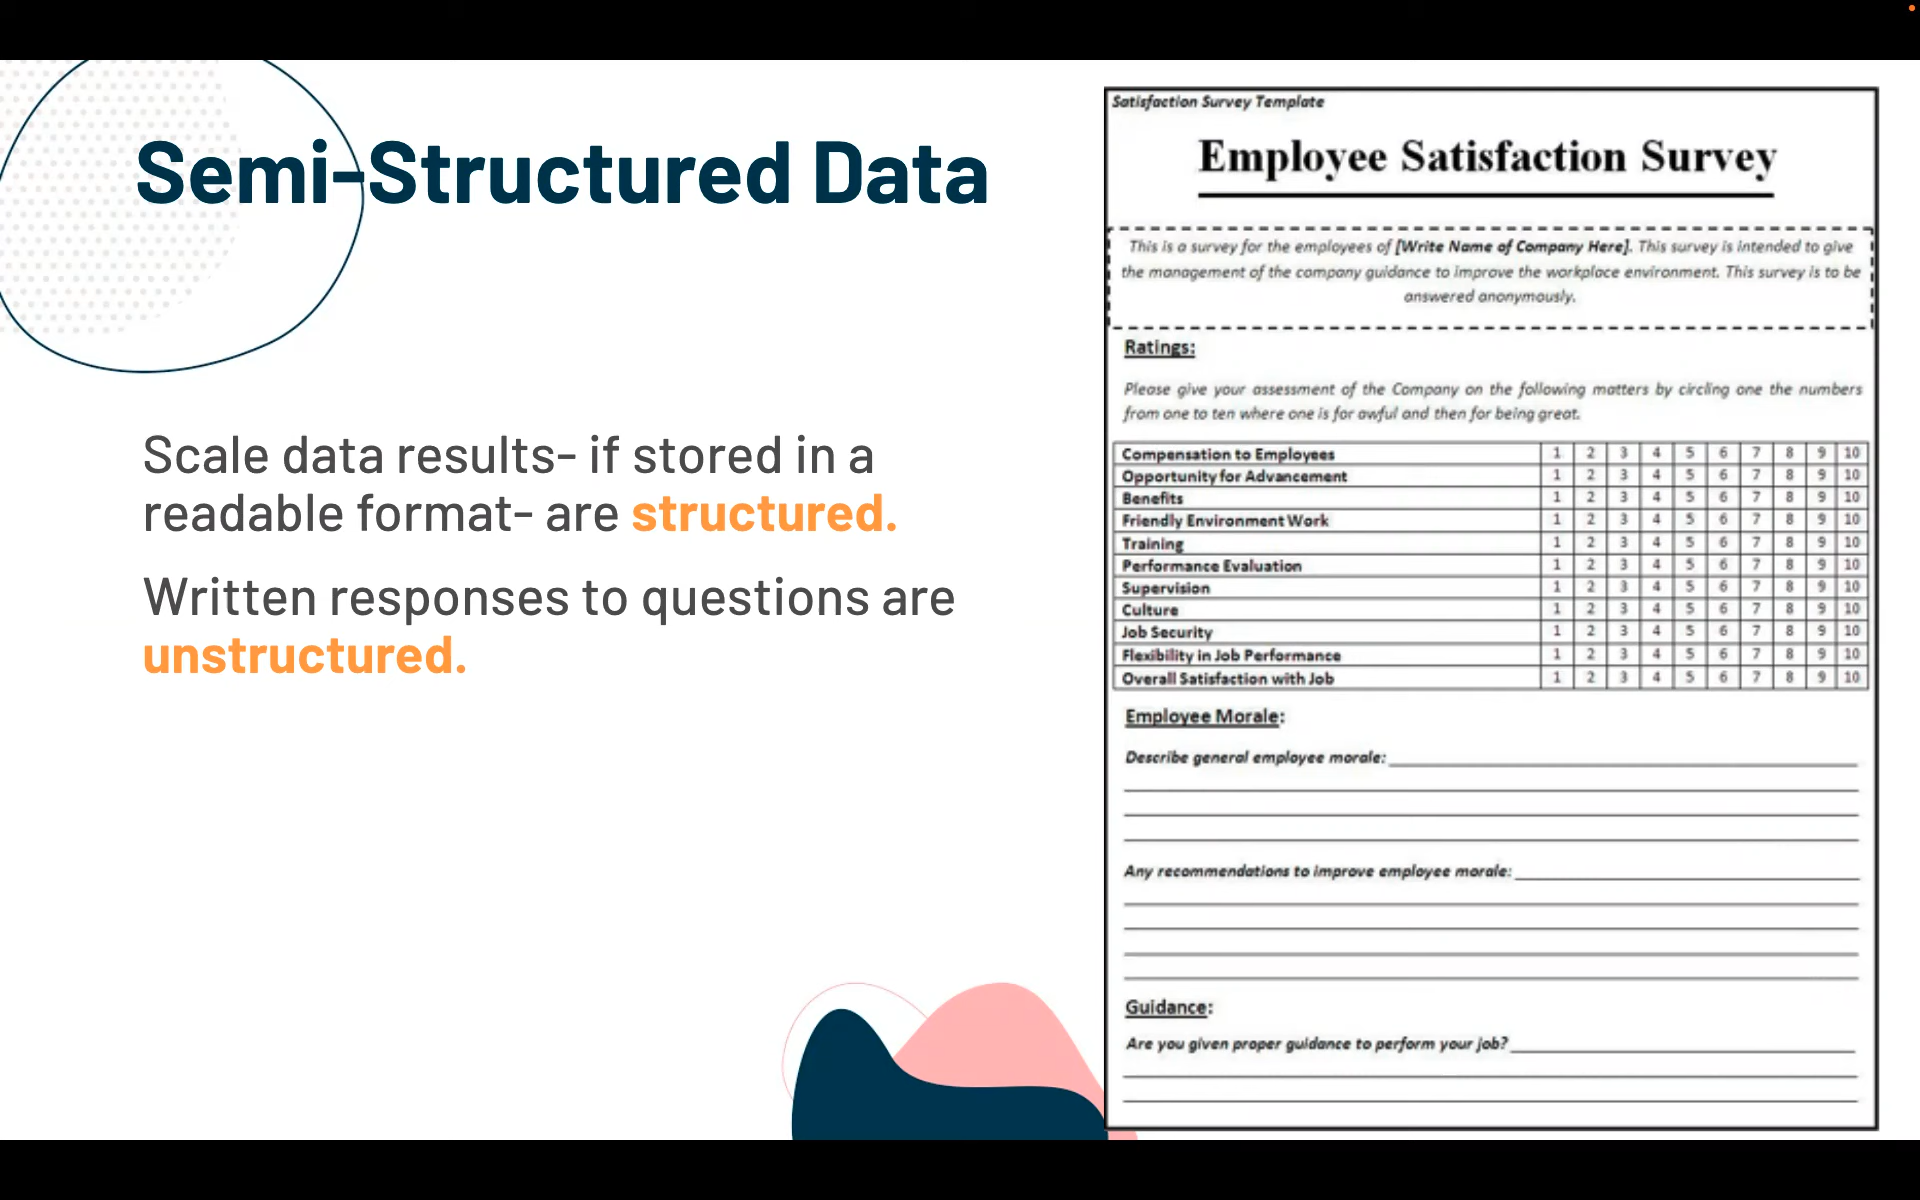 Semi-Structured Data
Scale data results- if stored in a
readable format- are structured.
Written responses to questions are
unstructured.
Satisfaction Survey Template
Employee Satisfaction Survey
This is a survey for the employees of [Write Name of Company Here]. This survey is intended to give
the management of the company guidance to improve the workplace environment. This survey is to be
answered anonymously.
Ratings:
Please give your assessment of the Company on the following matters by circling one the numbers
from one to ten where one is for awful and then for being great.
Compensation to Employees 1 2 3 4 5 6 7 8 9 10
Opportunity for Advancement 1 2 3 4 5 6 7 8 9 10
Benefits 1 2 3 4 5 6 7 8 9 10
Friendly Environment Work 1 2 3 4 5 6 7 8 9 10
Training 1 2 3 4 5 6 7 8 9 10
Performance Evaluation 1 2 3 4 5 6 7 8 9 10
Supervision 1 2 3 4 5 6 7 8 9 10
Culture 1 2 3 4 5 6 7 8 9 10
Job Security 1 2 3 4 5 6 7 8 9 10
Flexibility in Job Performance 1 2 3 4 5 6 7 8 9 10
Overall Satisfaction with Job 1 2 3 4 5 6 7 8 9 10
Employee Morale:
Describe general employee morale:
Any recommendations to improve employee morale:
Guidance:
Are you given proper guidance to perform your job?